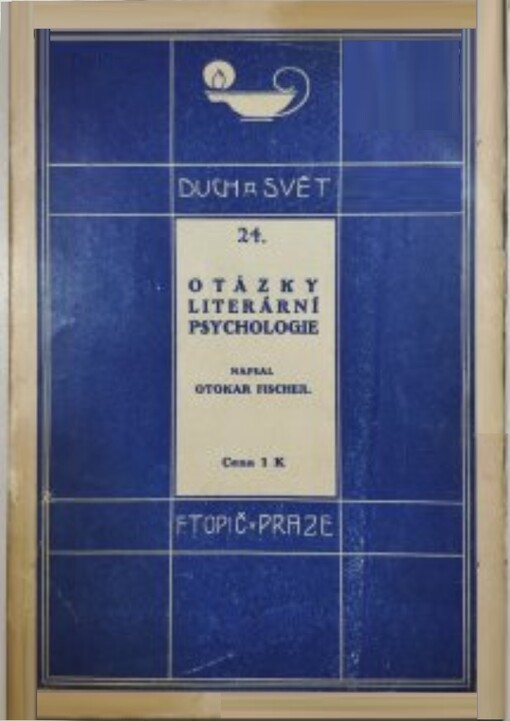 DUCH A SVĚT
24.
OTÁZKY
LITERÁRNÍ
PSYCHOLOGIE
NAPSAL
OTOKAR FISCHER.
Cena 1 K
F. TOPIČ V PRAZE